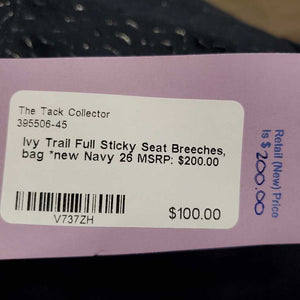 The Tack Collector
395506-45
Ivy Trail Full Sticky Seat Breeches,
bag *new Navy 26 MSRP: $200.00
V737ZH
$100.00
Retail (New) Price
Is $ 200.00